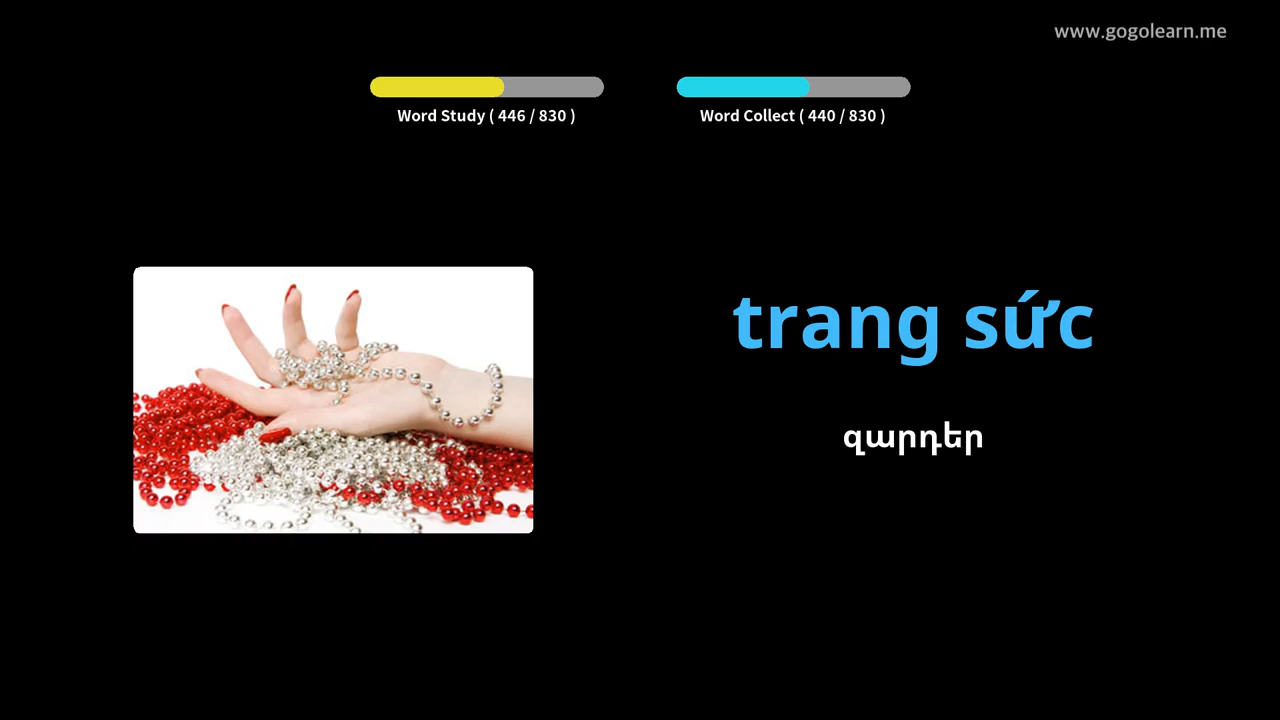 www.gogolearn.me
Word Study ( 446 / 830 )
Word Collect ( 440 / 830 )
trang sức
զարդեր